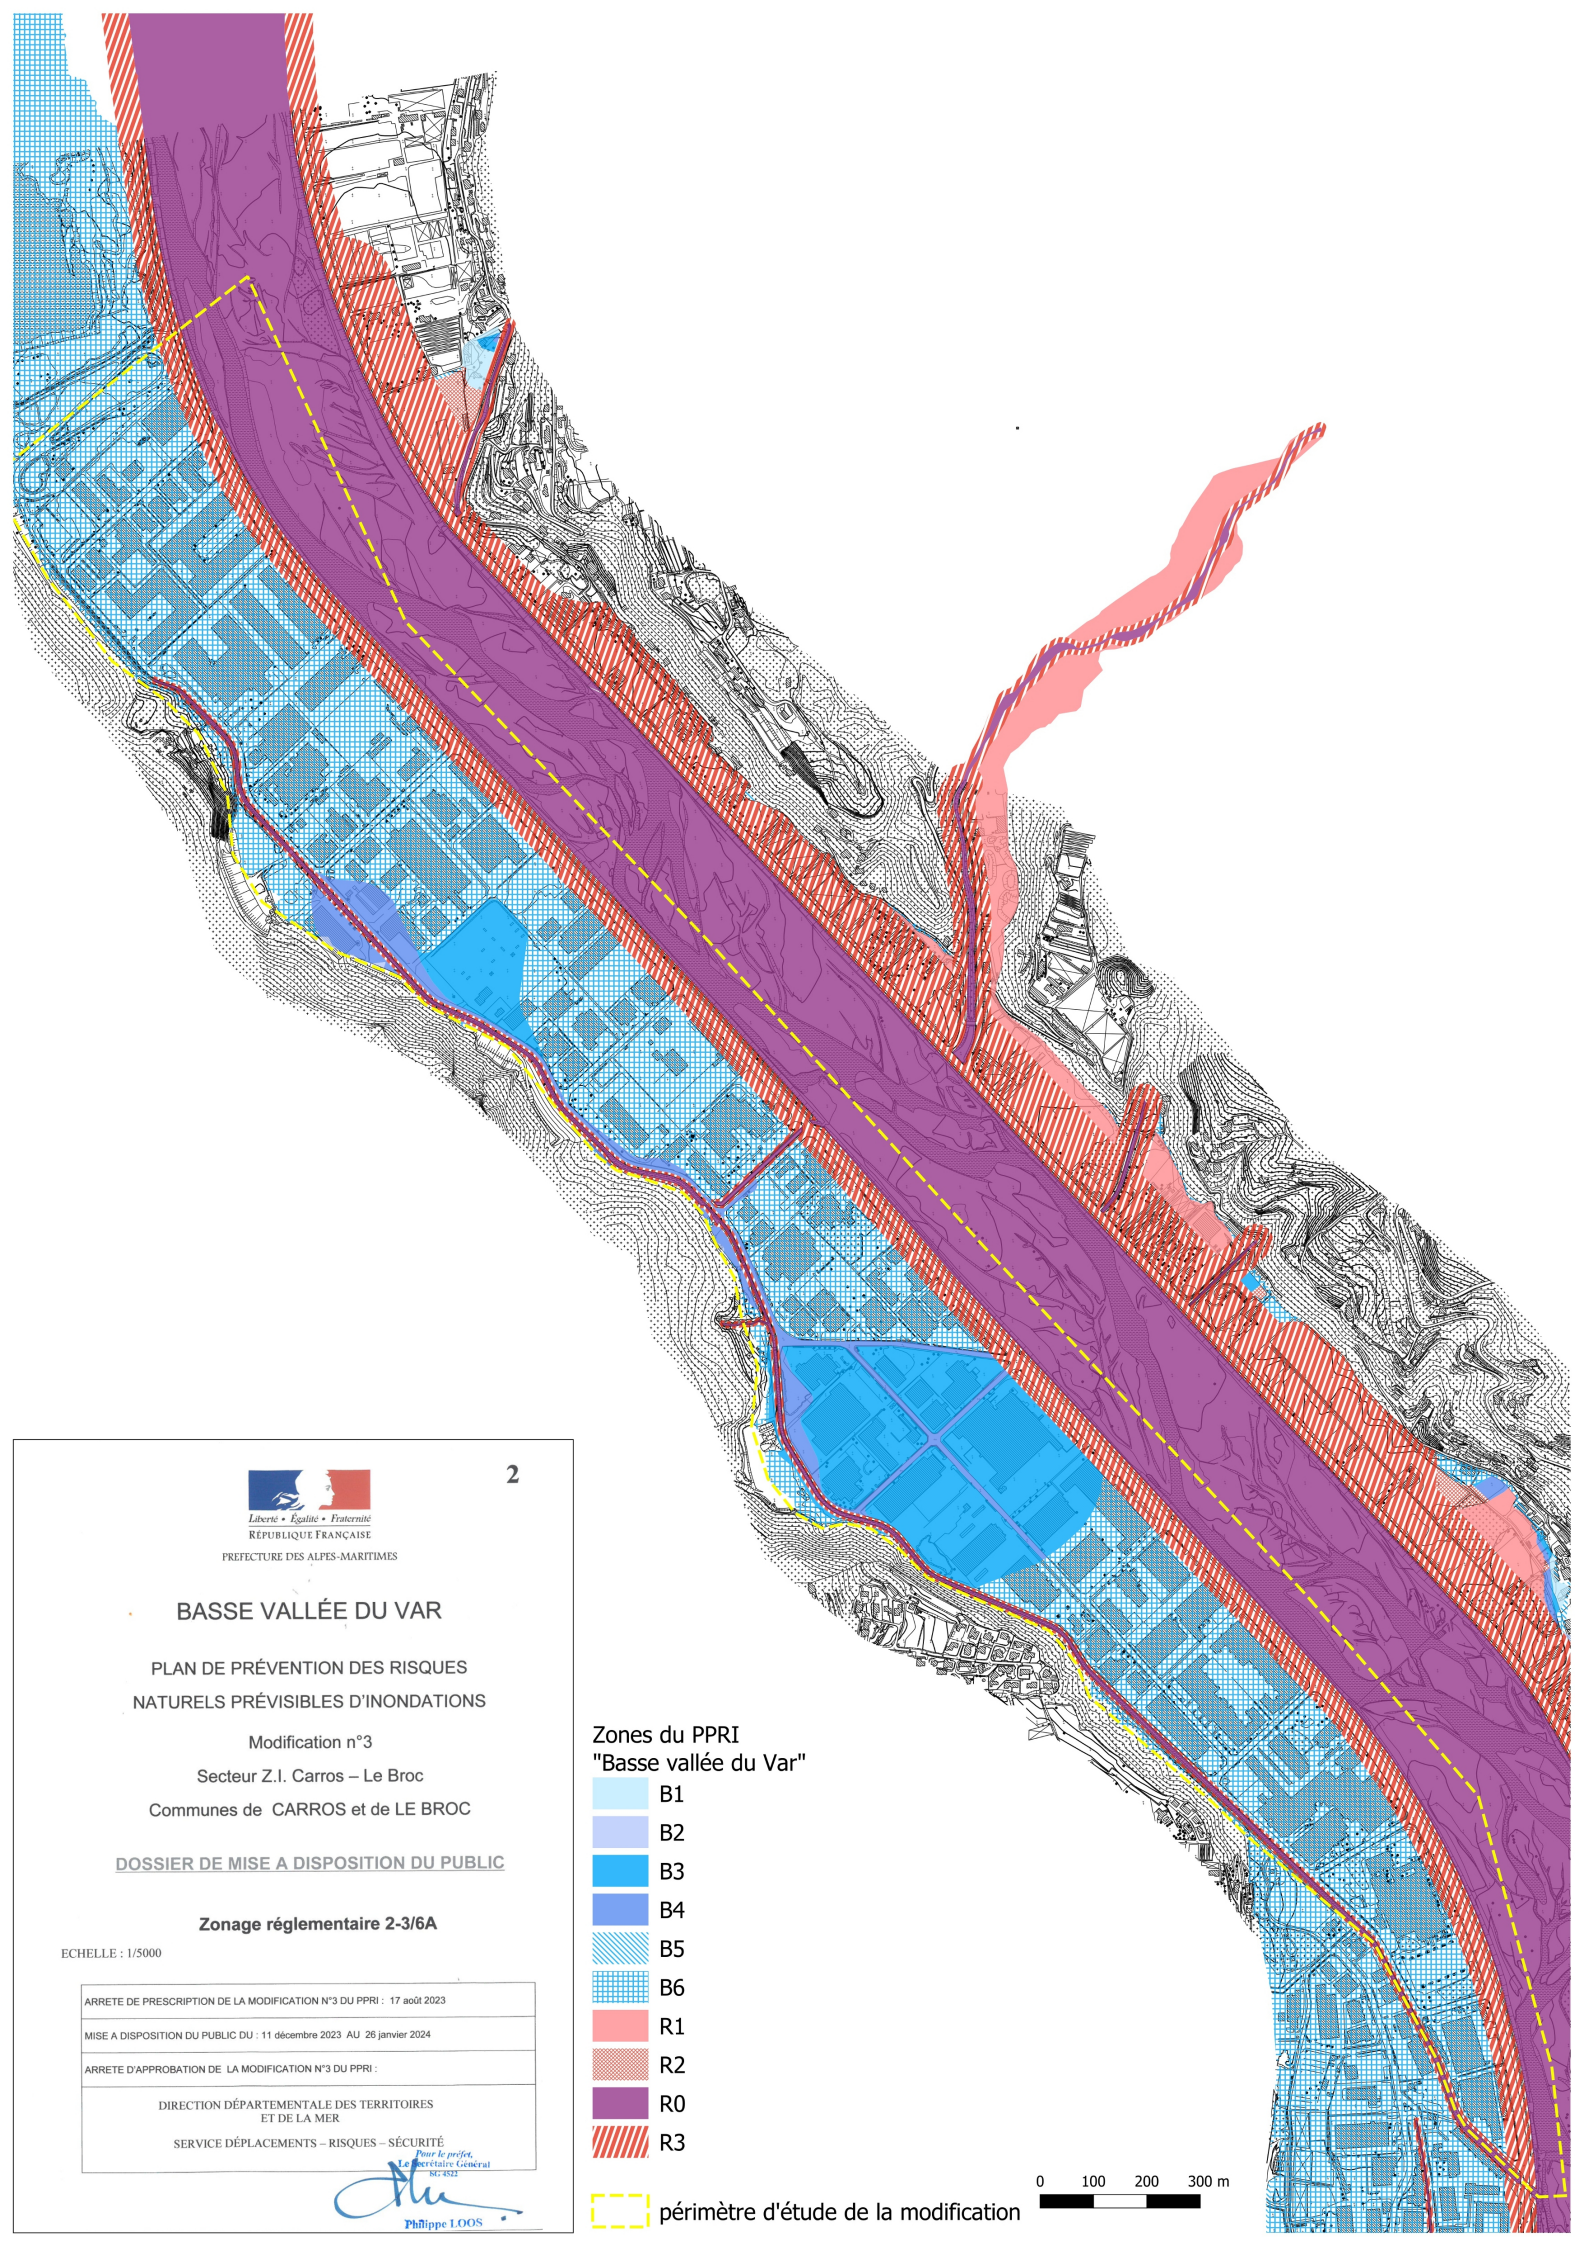 2
Liberté • Égalité • Fraternité
RÉPUBLIQUE FRANÇAISE
PREFECTURE DES ALPES-MARITIMES
BASSE VALLÉE DU VAR
PLAN DE PRÉVENTION DES RISQUES
NATURELS PRÉVISIBLES D'INONDATIONS
Modification n°3
Secteur Z.I. Carros – Le Broc
Communes de CARROS et de LE BROC
DOSSIER DE MISE A DISPOSITION DU PUBLIC
Zonage réglementaire 2-3/6A
ECHELLE : 1/5000
ARRETE DE PRESCRIPTION DE LA MODIFICATION N°3 DU PPRI : 17 août 2023
MISE A DISPOSITION DU PUBLIC DU : 11 décembre 2023 AU 26 janvier 2024
ARRETE D'APPROBATION DE LA MODIFICATION N°3 DU PPRI :
DIRECTION DÉPARTEMENTALE DES TERRITOIRES
ET DE LA MER
SERVICE DÉPLACEMENTS – RISQUES – SÉCURITÉ
Pour le préfet,
Le Secrétaire Général
SG 4522
Philippe LOOS
Zones du PPRI
"Basse vallée du Var"
B1
B2
B3
B4
B5
B6
R1
R2
R0
R3
périmètre d'étude de la modification
0 100 200 300 m